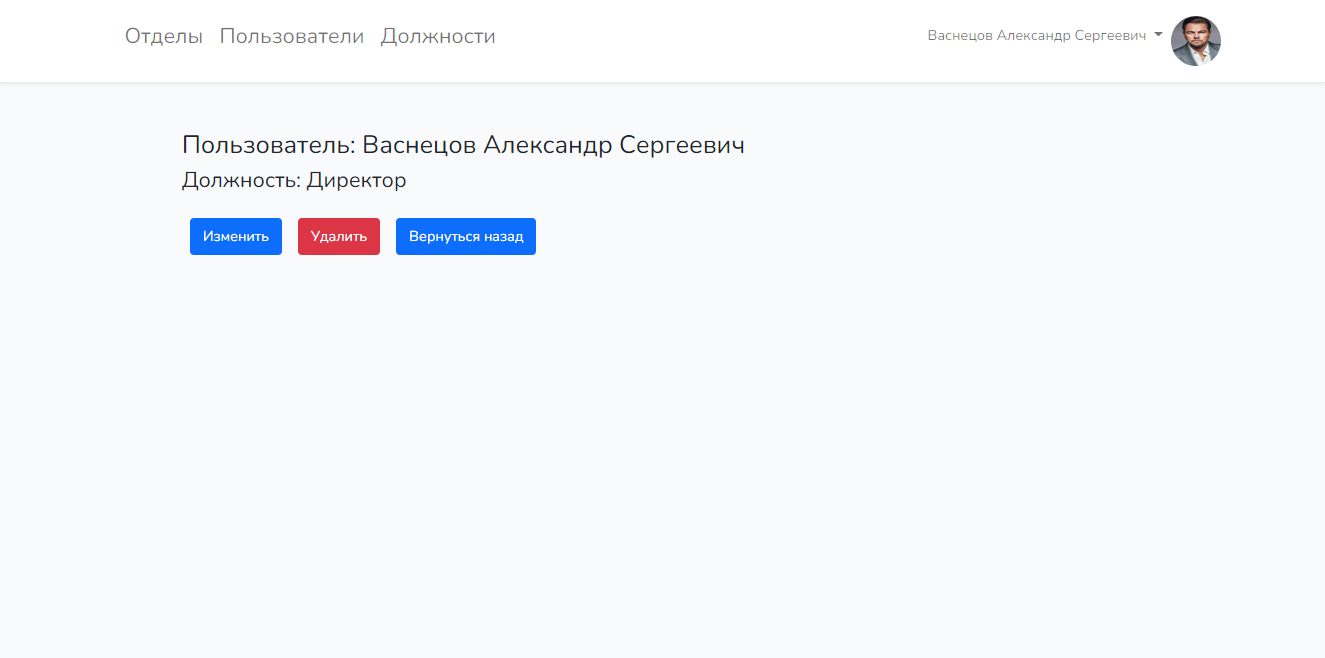 Отделы Пользователи Должности
Васнецов Александр Сергеевич
Пользователь: Васнецов Александр Сергеевич
Должность: Директор
Изменить Удалить Вернуться назад